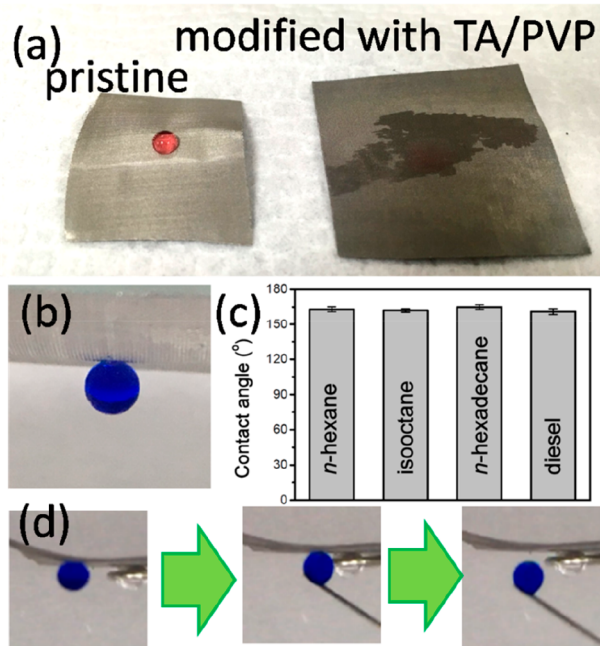 (a)
modified with TA/PVP
pristine
(b)
(c)
Contact angle (°)
180
150
120
90
60
30
0
n-hexane
isooctane
n-hexadecane
diesel
(d)